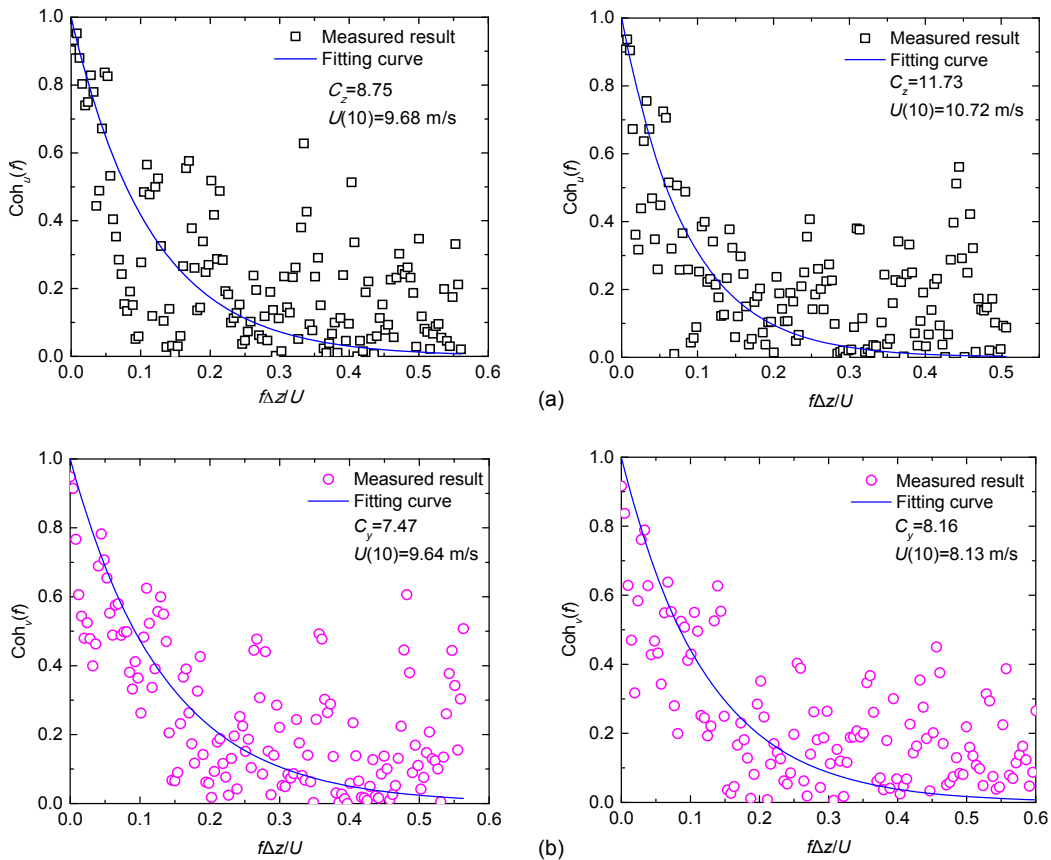 Measured result
Fitting curve
C_z=8.75
U(10)=9.68 m/s
Coh_u(f)
1.0
0.8
0.6
0.4
0.2
0.0
0.0 0.1 0.2 0.3 0.4 0.5 0.6
fΔz/U
Measured result
Fitting curve
C_z=11.73
U(10)=10.72 m/s
Coh_u(f)
1.0
0.8
0.6
0.4
0.2
0.0
0.0 0.1 0.2 0.3 0.4 0.5
fΔz/U
(a)
Measured result
Fitting curve
C_y=7.47
U(10)=9.64 m/s
Coh_v(f)
1.0
0.8
0.6
0.4
0.2
0.0
0.0 0.1 0.2 0.3 0.4 0.5 0.6
fΔz/U
Measured result
Fitting curve
C_y=8.16
U(10)=8.13 m/s
Coh_v(f)
1.0
0.8
0.6
0.4
0.2
0.0
0.0 0.1 0.2 0.3 0.4 0.5 0.6
fΔz/U
(b)